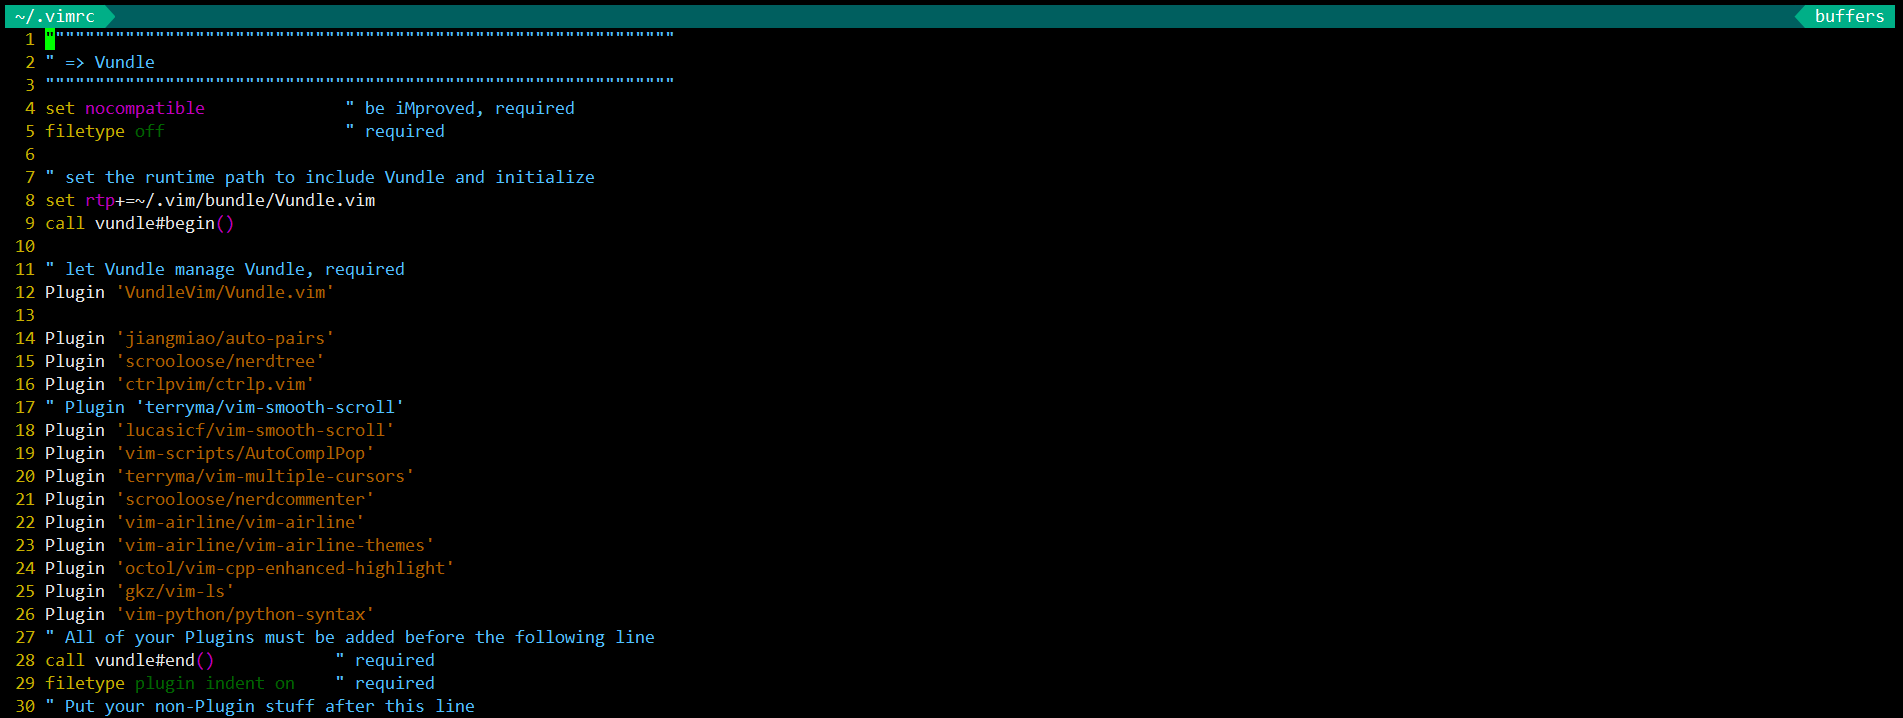 ~/.vimrc buffers
1 """""""""""""""""""""""""""""""""""""""""""""""""""""""""""""""
2 " => Vundle
3 """""""""""""""""""""""""""""""""""""""""""""""""""""""""""""""
4 set nocompatible              " be iMproved, required
5 filetype off                  " required
6
7 " set the runtime path to include Vundle and initialize
8 set rtp+=~/.vim/bundle/Vundle.vim
9 call vundle#begin()
10
11 " let Vundle manage Vundle, required
12 Plugin 'VundleVim/Vundle.vim'
13
14 Plugin 'jiangmiao/auto-pairs'
15 Plugin 'scrooloose/nerdtree'
16 Plugin 'ctrlpvim/ctrlp.vim'
17 " Plugin 'terryma/vim-smooth-scroll'
18 Plugin 'lucasicf/vim-smooth-scroll'
19 Plugin 'vim-scripts/AutoComplPop'
20 Plugin 'terryma/vim-multiple-cursors'
21 Plugin 'scrooloose/nerdcommenter'
22 Plugin 'vim-airline/vim-airline'
23 Plugin 'vim-airline/vim-airline-themes'
24 Plugin 'octol/vim-cpp-enhanced-highlight'
25 Plugin 'gkz/vim-ls'
26 Plugin 'vim-python/python-syntax'
27 " All of your Plugins must be added before the following line
28 call vundle#end()            " required
29 filetype plugin indent on    " required
30 " Put your non-Plugin stuff after this line